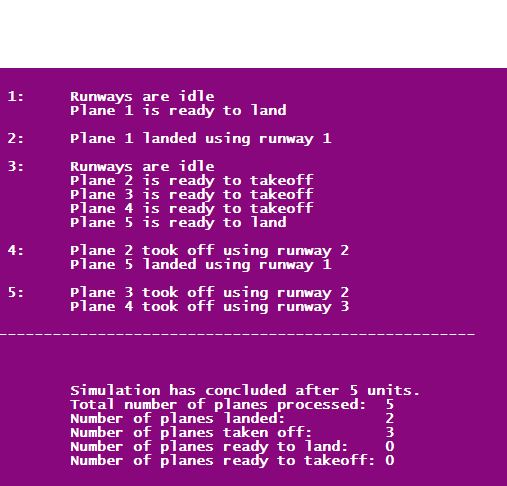 1: Runways are idle
Plane 1 is ready to land
2: Plane 1 landed using runway 1
3: Runways are idle
Plane 2 is ready to takeoff
Plane 3 is ready to takeoff
Plane 4 is ready to takeoff
Plane 5 is ready to land
4: Plane 2 took off using runway 2
Plane 5 landed using runway 1
5: Plane 3 took off using runway 2
Plane 4 took off using runway 3
Simulation has concluded after 5 units.
Total number of planes processed: 5
Number of planes landed: 2
Number of planes taken off: 3
Number of planes ready to land: 0
Number of planes ready to takeoff: 0